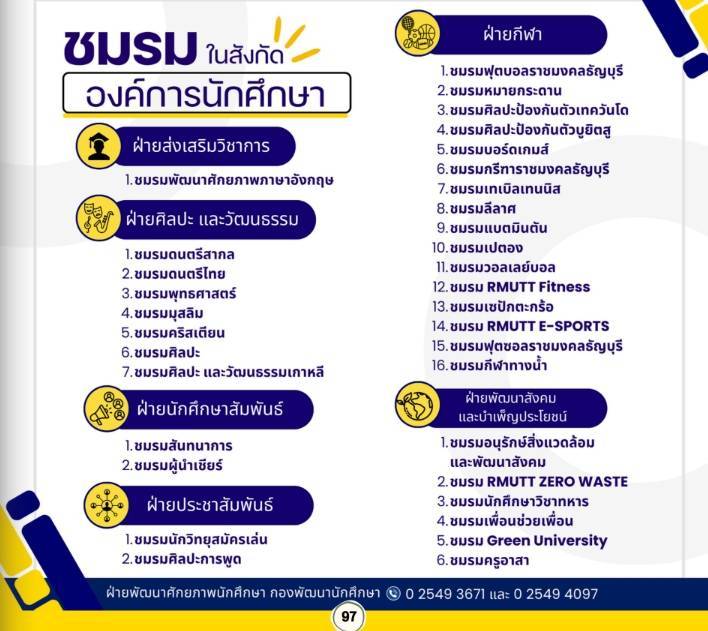 ชมรม ในสังกัด
องค์การนักศึกษา
ฝ่ายส่งเสริมวิชาการ
1. ชมรมพัฒนาศักยภาพภาษาอังกฤษ
ฝ่ายศิลปะ และวัฒนธรรม
1. ชมรมดนตรีสากล
2. ชมรมดนตรีไทย
3. ชมรมพุทธศาสตร์
4. ชมรมมุสลิม
5. ชมรมคริสเตียน
6. ชมรมศิลปะ
7. ชมรมศิลปะ และวัฒนธรรมเกาหลี
ฝ่ายนักศึกษาสัมพันธ์
1. ชมรมสันทนาการ
2. ชมรมผู้นำเชียร์
ฝ่ายประชาสัมพันธ์
1. ชมรมนักวิทยุสมัครเล่น
2. ชมรมศิลปะการพูด
ฝ่ายกีฬา
1. ชมรมฟุตบอลราชมงคลธัญบุรี
2. ชมรมหมากกระดาน
3. ชมรมศิลปะป้องกันตัวเทควันโด
4. ชมรมศิลปะป้องกันตัวยูยิตสู
5. ชมรมบอร์ดเกมส์
6. ชมรมกรีฑาราชมงคลธัญบุรี
7. ชมรมเทเบิลเทนนิส
8. ชมรมลีลาศ
9. ชมรมแบดมินตัน
10. ชมรมเปตอง
11. ชมรมวอลเลย์บอล
12. ชมรม RMUTT Fitness
13. ชมรมเซปักตะกร้อ
14. ชมรม RMUTT E-SPORTS
15. ชมรมฟุตซอลราชมงคลธัญบุรี
16. ชมรมกีฬาทางน้ำ
ฝ่ายพัฒนาสังคม
และบำเพ็ญประโยชน์
1. ชมรมอนุรักษ์สิ่งแวดล้อม
และพัฒนาสังคม
2. ชมรม RMUTT ZERO WASTE
3. ชมรมนักศึกษาวิชาทหาร
4. ชมรมเพื่อนช่วยเพื่อน
5. ชมรม Green University
6. ชมรมครูอาสา
ฝ่ายพัฒนาศักยภาพนักศึกษา กองพัฒนานักศึกษา 0 2549 3671 และ 0 2549 4097
97